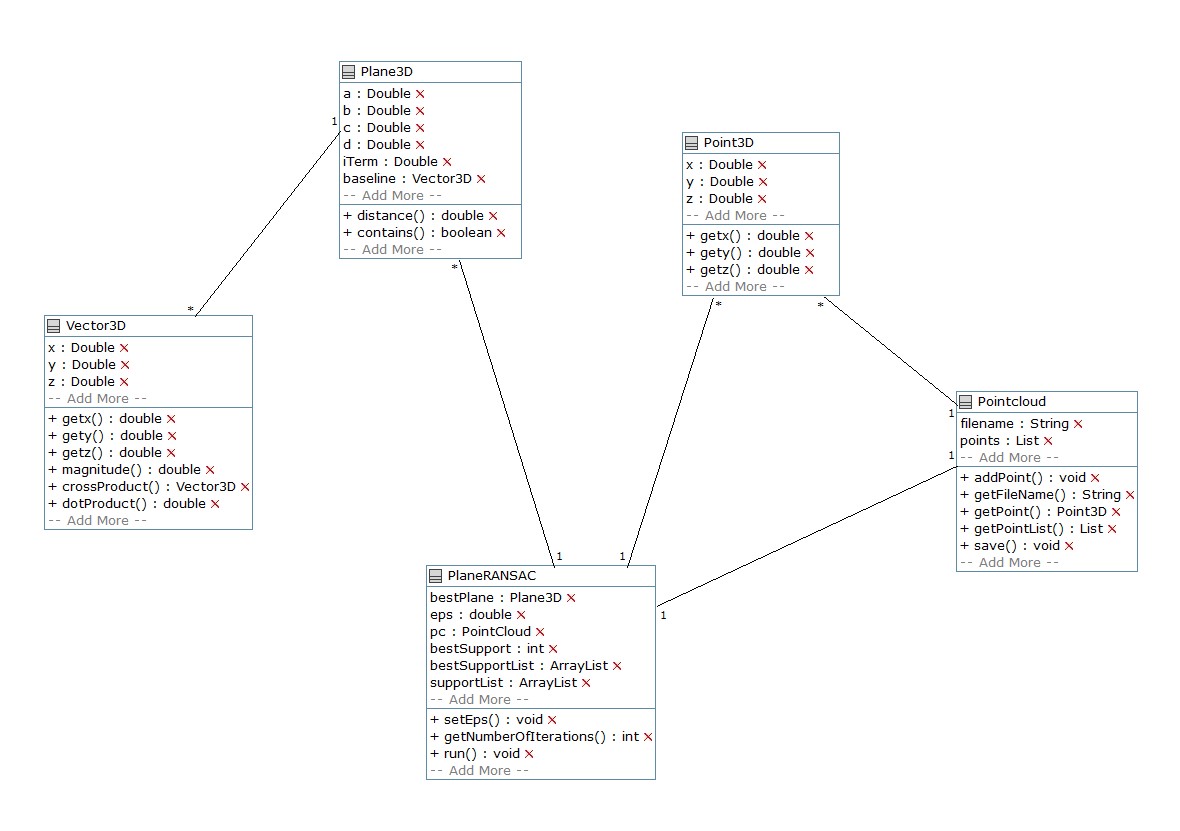 Plane3D
a : Double
b : Double
c : Double
d : Double
iTerm : Double
baseline : Vector3D
-- Add More --
+ distance() : double
+ contains() : boolean
-- Add More --
1
*
*
Point3D
x : Double
y : Double
z : Double
-- Add More --
+ getx() : double
+ gety() : double
+ getz() : double
-- Add More --
*
*
Vector3D
x : Double
y : Double
z : Double
-- Add More --
+ getx() : double
+ gety() : double
+ getz() : double
+ magnitude() : double
+ crossProduct() : Vector3D
+ dotProduct() : double
-- Add More --
Pointcloud
filename : String
points : List
-- Add More --
+ addPoint() : void
+ getFileName() : String
+ getPoint() : Point3D
+ getPointList() : List
+ save() : void
-- Add More --
1
1
1
1
1
PlaneRANSAC
bestPlane : Plane3D
eps : double
pc : PointCloud
bestSupport : int
bestSupportList : ArrayList
supportList : ArrayList
-- Add More --
+ setEps() : void
+ getNumberOfIterations() : int
+ run() : void
-- Add More --